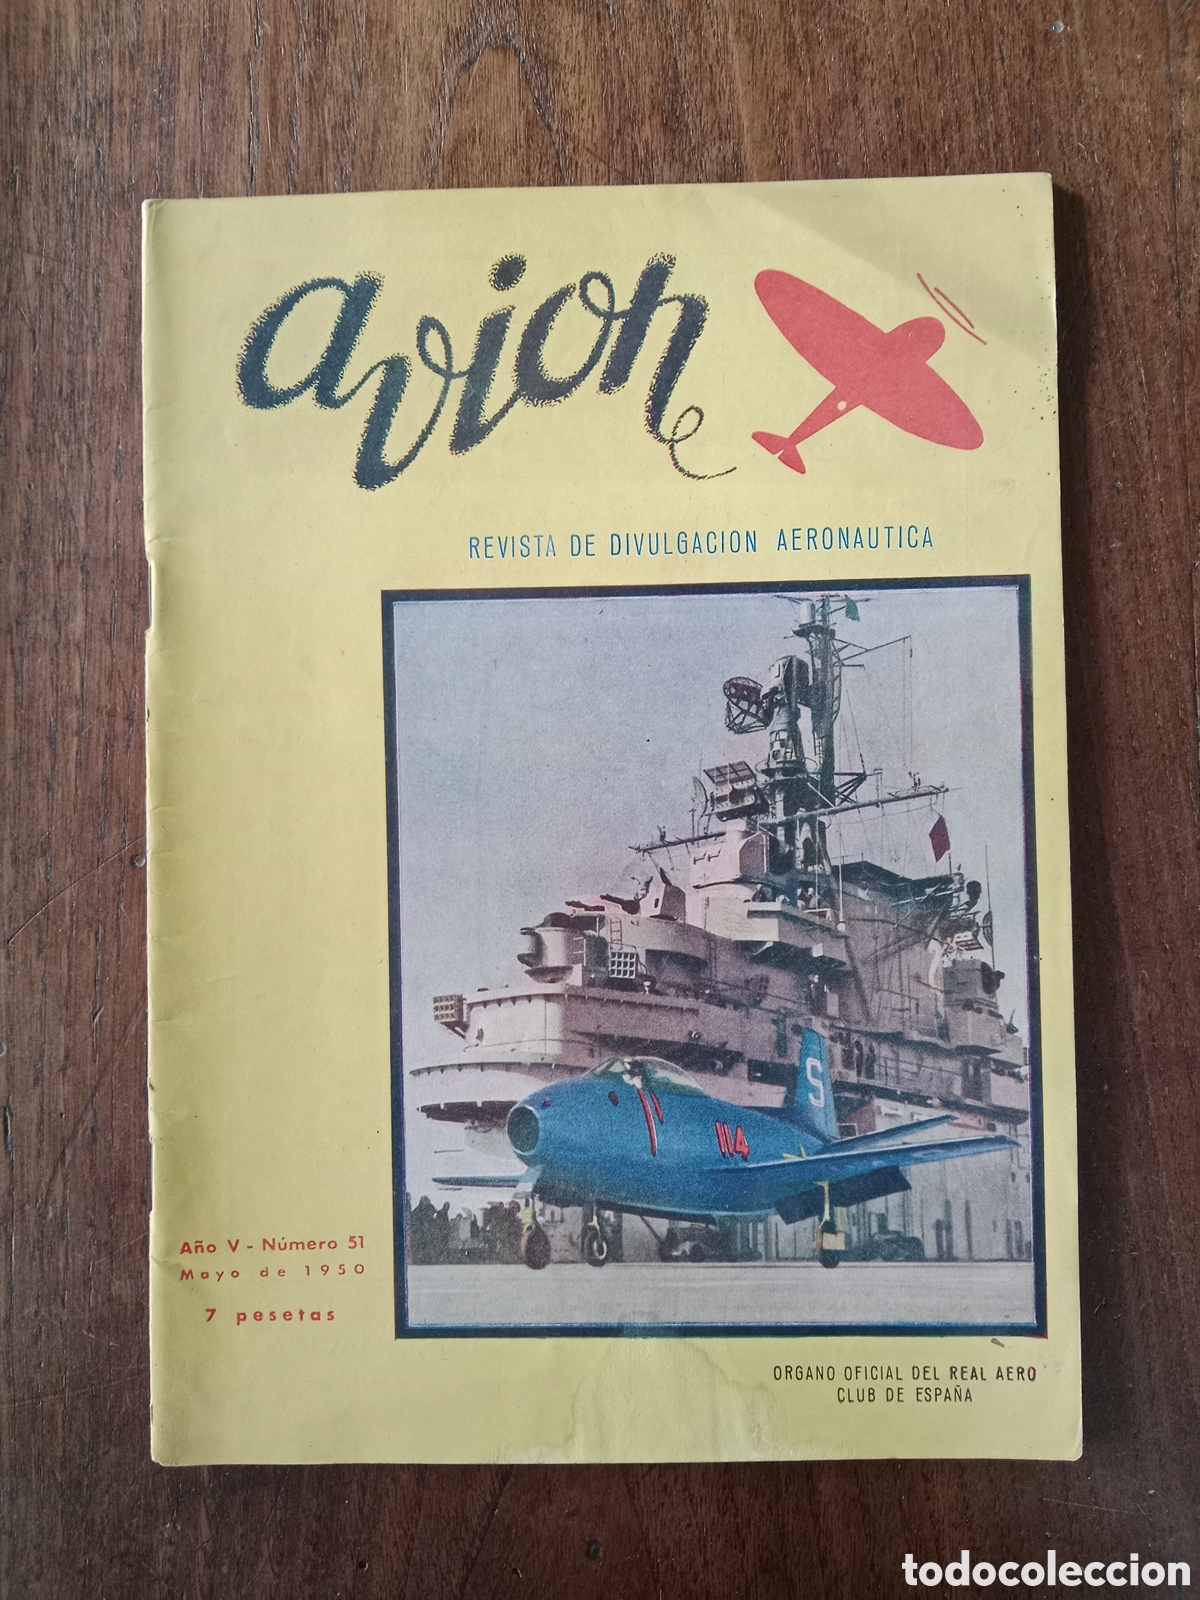 avion
REVISTA DE DIVULGACION AERONAUTICA
S
114
Año V - Número 51
Mayo de 1950
7 pesetas
ORGANO OFICIAL DEL REAL AERO
CLUB DE ESPAÑA
todocoleccion